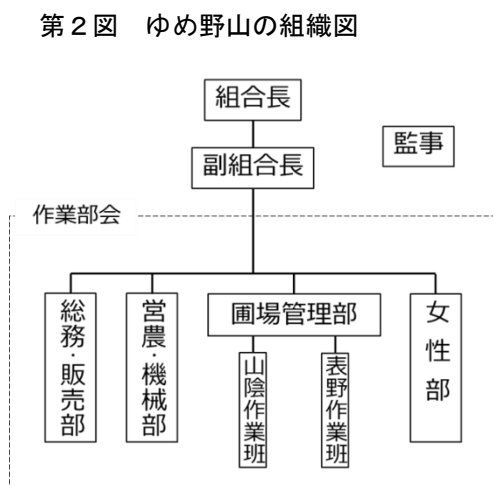 第２図　ゆめ野山の組織図
組合長
監事
副組合長
作業部会
総務・販売部
営農・機械部
圃場管理部
女性部
山陰作業班
表野作業班